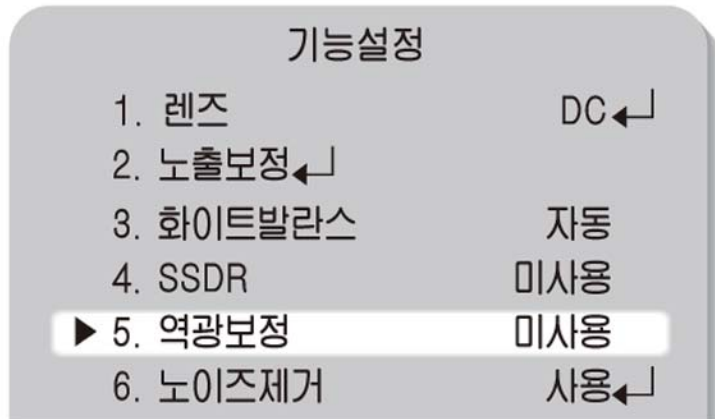 기능설정
1. 렌즈 DC↲
2. 노출보정↲
3. 화이트발란스 자동
4. SSDR 미사용
▶ 5. 역광보정 미사용
6. 노이즈제거 사용↲